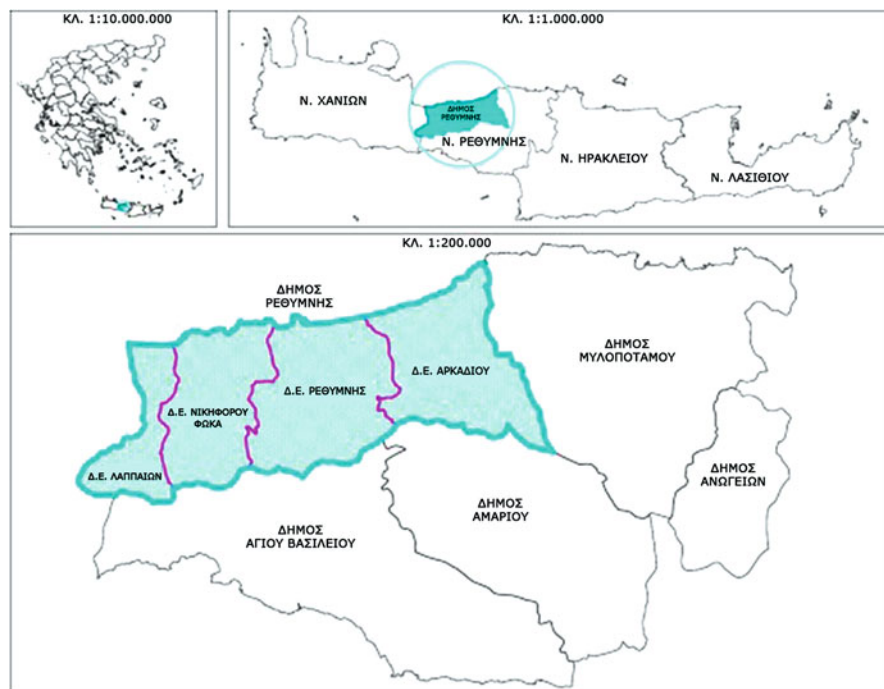 ΚΛ. 1:10.000.000
ΚΛ. 1:1.000.000
Ν. ΧΑΝΙΩΝ
ΔΗΜΟΣ
ΡΕΘΥΜΝΗΣ
Ν. ΡΕΘΥΜΝΗΣ
Ν. ΗΡΑΚΛΕΙΟΥ
Ν. ΛΑΣΙΘΙΟΥ
ΚΛ. 1:200.000
ΔΗΜΟΣ
ΡΕΘΥΜΝΗΣ
ΔΗΜΟΣ
ΜΥΛΟΠΟΤΑΜΟΥ
Δ.Ε. ΑΡΚΑΔΙΟΥ
Δ.Ε. ΡΕΘΥΜΝΗΣ
Δ.Ε. ΝΙΚΗΦΟΡΟΥ
ΦΩΚΑ
Δ.Ε. ΛΑΠΠΑΙΩΝ
ΔΗΜΟΣ
ΑΝΩΓΕΙΩΝ
ΔΗΜΟΣ
ΑΜΑΡΙΟΥ
ΔΗΜΟΣ
ΑΓΙΟΥ ΒΑΣΙΛΕΙΟΥ